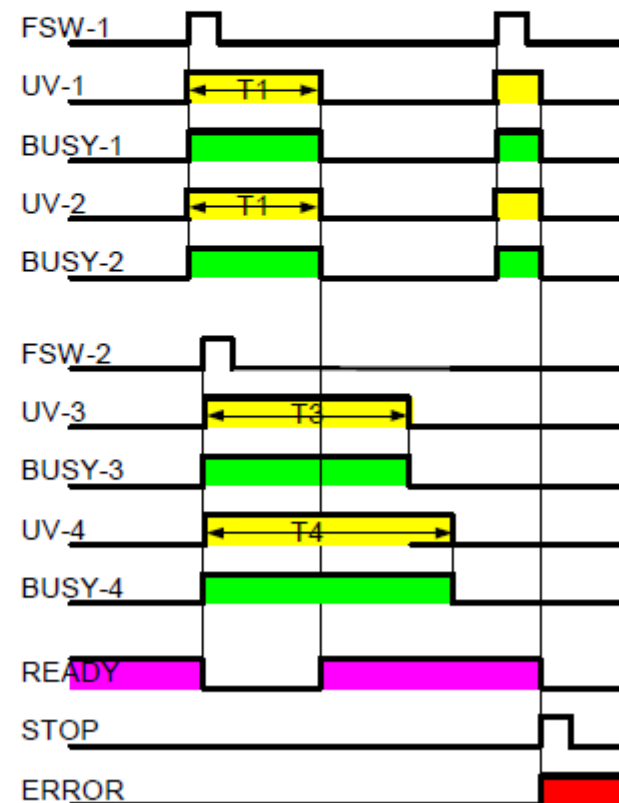 FSW-1
UV-1
T1
BUSY-1
UV-2
T1
BUSY-2
FSW-2
UV-3
T3
BUSY-3
UV-4
T4
BUSY-4
READY
STOP
ERROR